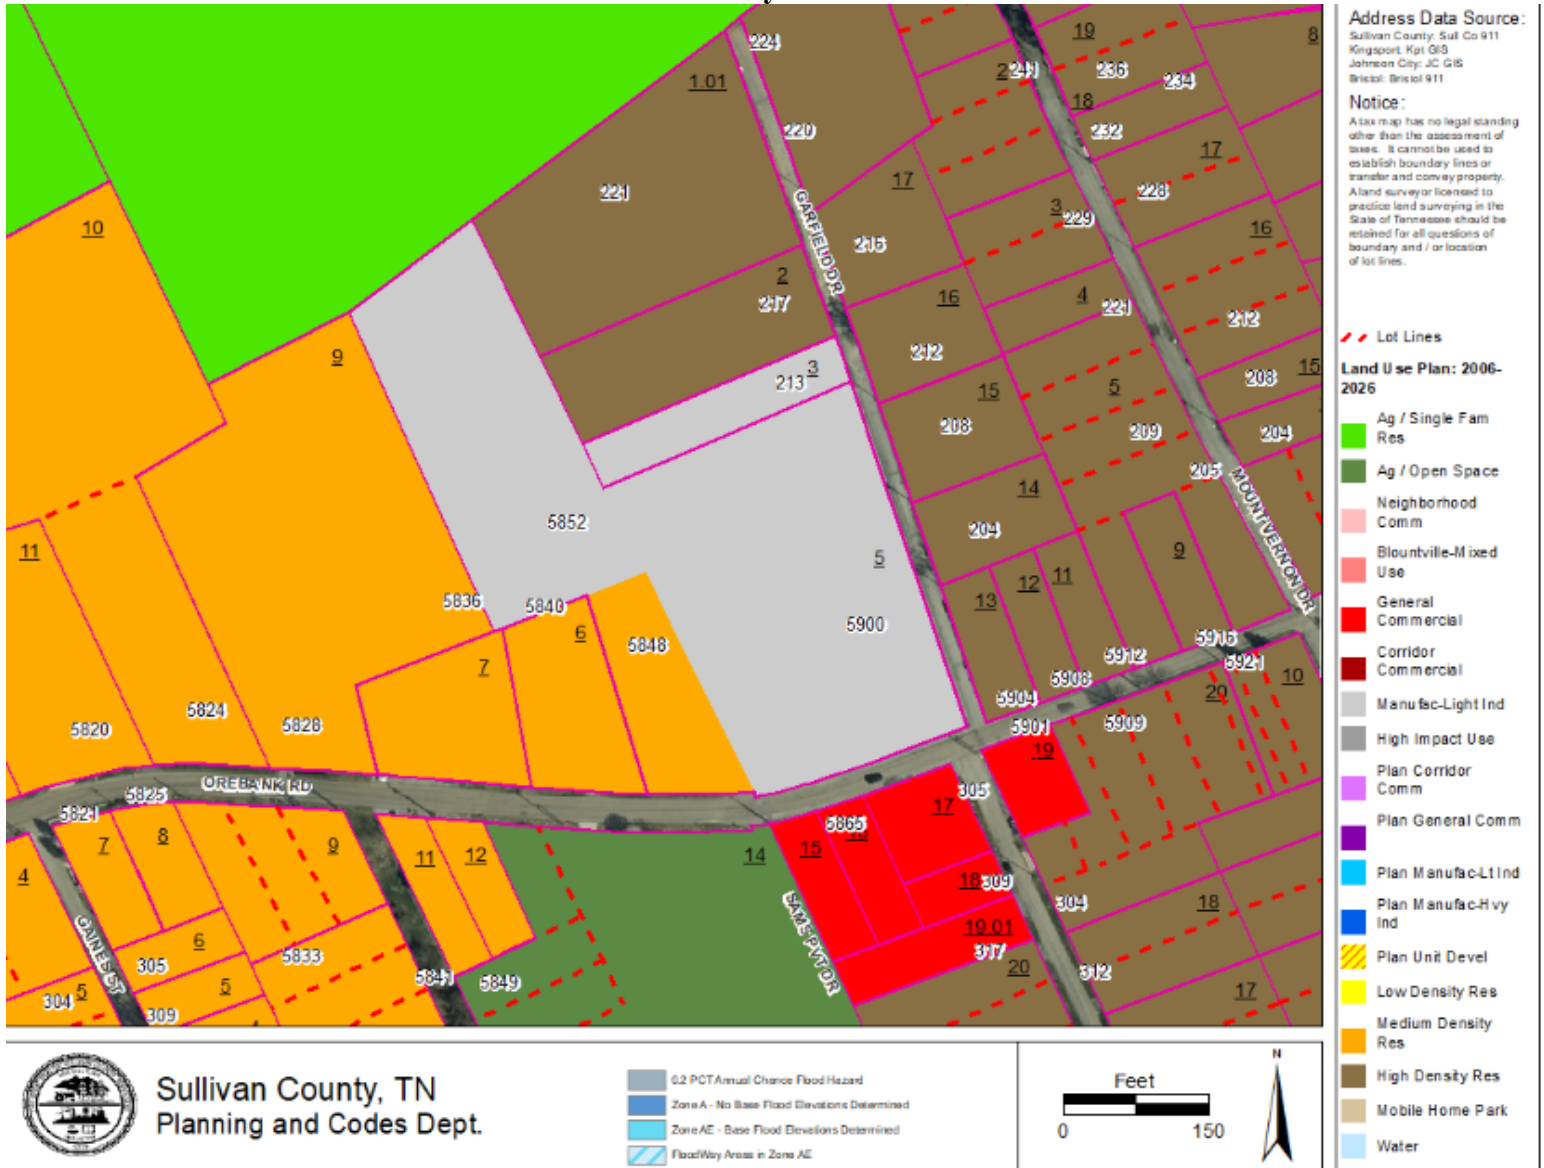 224
1.01
220
221
GARFIELD DR
17
216
2
217
16
212
3
213
15
208
14
204
5
5900
5852
13
12
11
9
5904
5908
5912
5916
5921
5901
5909
20
10
19
236
234
18
232
17
228
3
229
16
4
221
212
5
209
208
15
204
205
MOUNT VERNON DR
2
241
19
8
10
9
11
5836
5840
6
5848
7
5820
5824
5828
OREBANK RD
5821
5825
7
8
9
11
12
14
15
5865
17
305
18
309
19.01
317
20
304
18
312
17
4
GAINES ST
6
305
5
304
5
309
5833
5841
5849
SAMS PVT DR
Address Data Source:
Sullivan County: Sull Co 911
Kingsport: Kpt GIS
Johnson City: JC GIS
Bristol: Bristol 911
Notice:
A tax map has no legal standing
other than the assessment of
taxes. It cannot be used to
establish boundary lines or
transfer and convey property.
A land surveyor licensed to
practice land surveying in the
State of Tennessee should be
retained for all questions of
boundary and / or location
of lot lines.
Lot Lines
Land Use Plan: 2006-
2026
Ag / Single Fam
Res
Ag / Open Space
Neighborhood
Comm
Blountville-Mixed
Use
General
Commercial
Corridor
Commercial
Manufac-Light Ind
High Impact Use
Plan Corridor
Comm
Plan General Comm
Plan Manufac-Lt Ind
Plan Manufac-Hvy
Ind
Plan Unit Devel
Low Density Res
Medium Density
Res
High Density Res
Mobile Home Park
Water
Sullivan County, TN
Planning and Codes Dept.
0.2 PCT Annual Chance Flood Hazard
Zone A - No Base Flood Elevations Determined
Zone AE - Base Flood Elevations Determined
FloodWay Areas in Zone AE
Feet
0 150
N